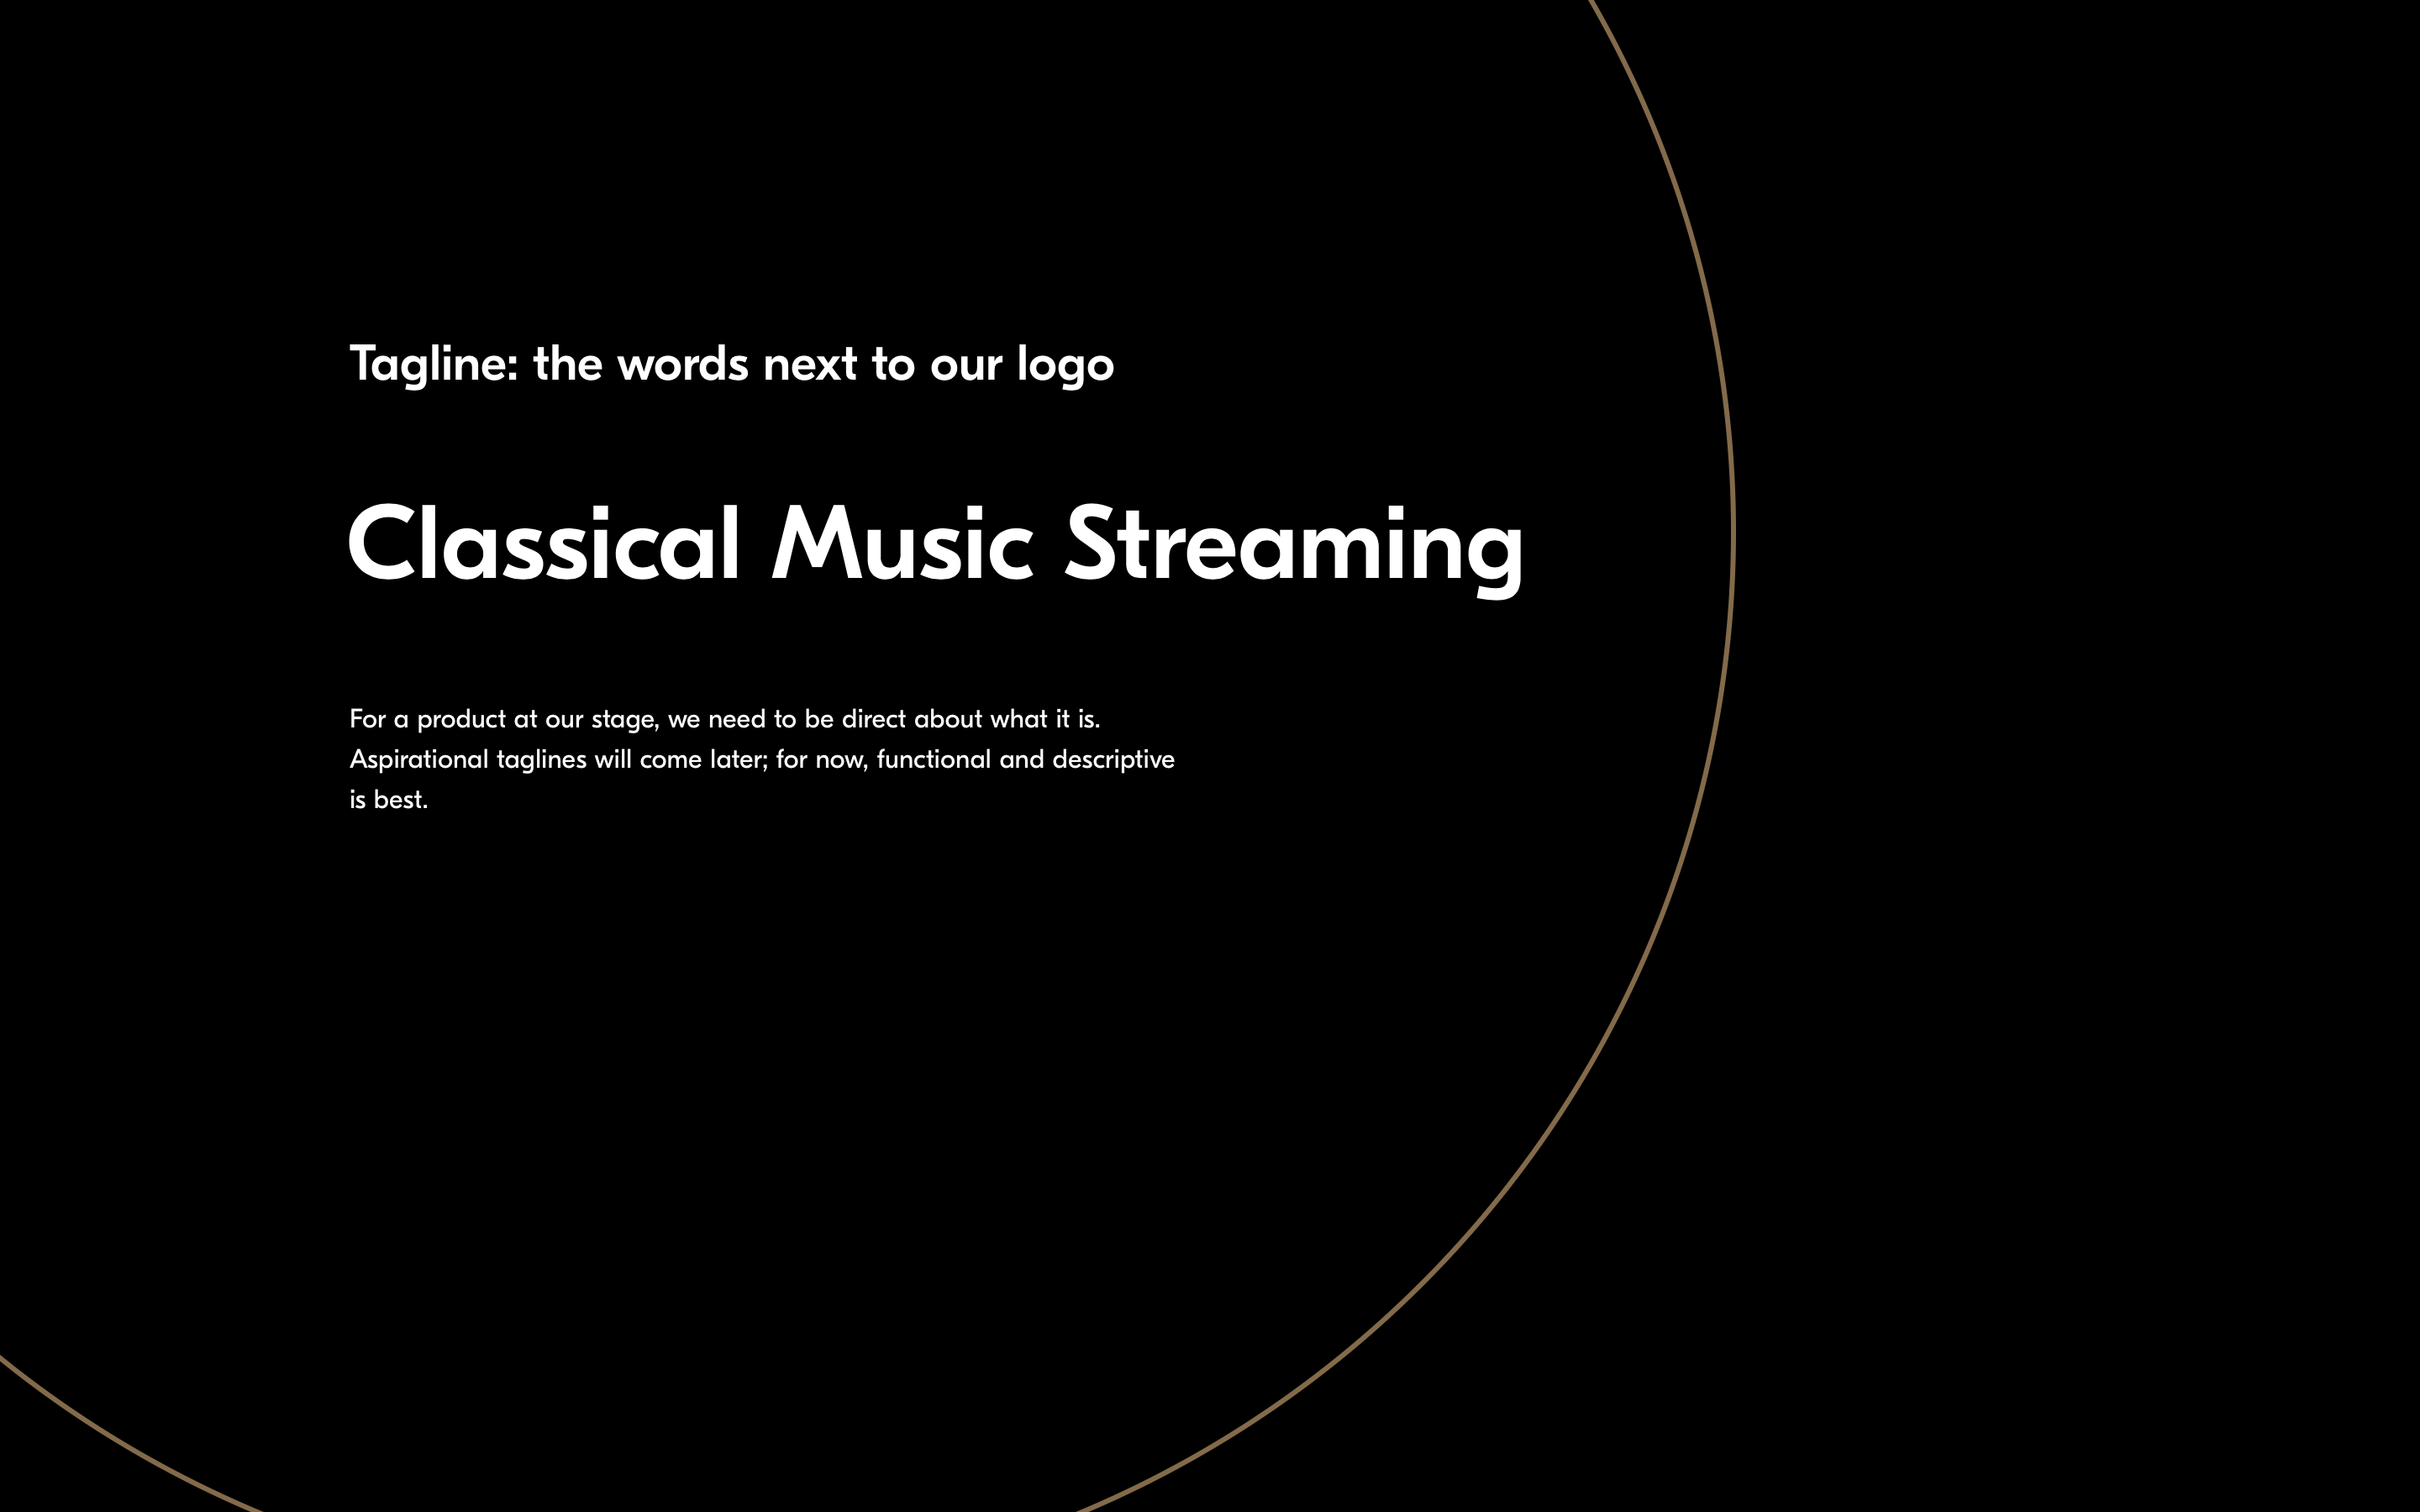 Tagline: the words next to our logo
Classical Music Streaming
For a product at our stage, we need to be direct about what it is.
Aspirational taglines will come later; for now, functional and descriptive
is best.